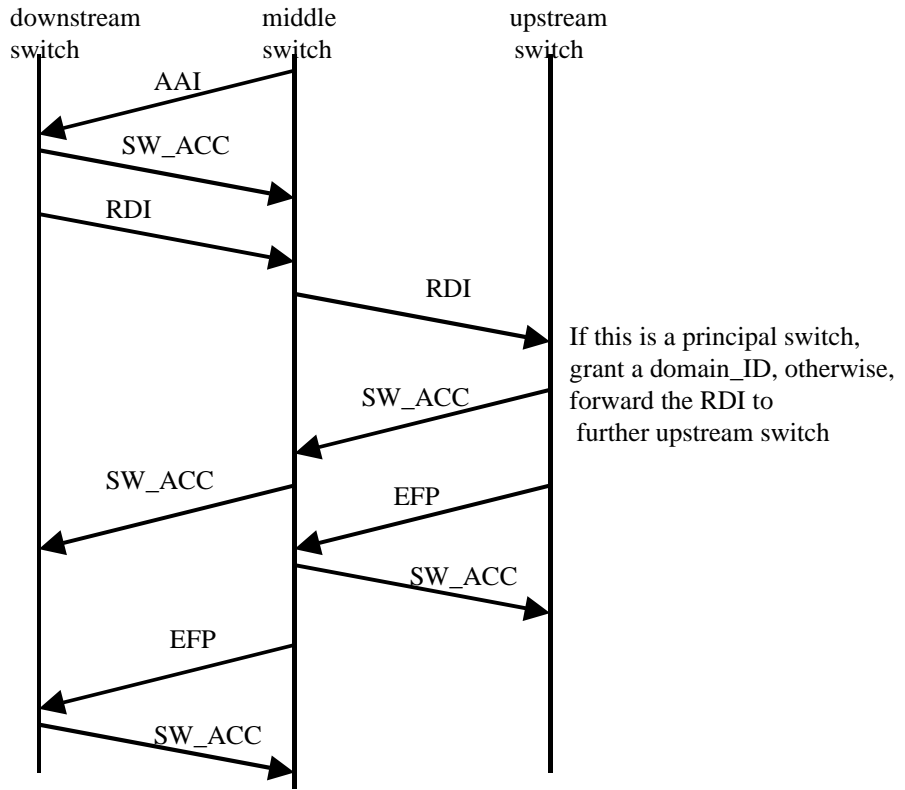 downstream
switch
middle
switch
upstream
switch
AAI
SW_ACC
RDI
RDI
If this is a principal switch,
grant a domain_ID, otherwise,
forward the RDI to
further upstream switch
SW_ACC
SW_ACC
EFP
SW_ACC
EFP
SW_ACC